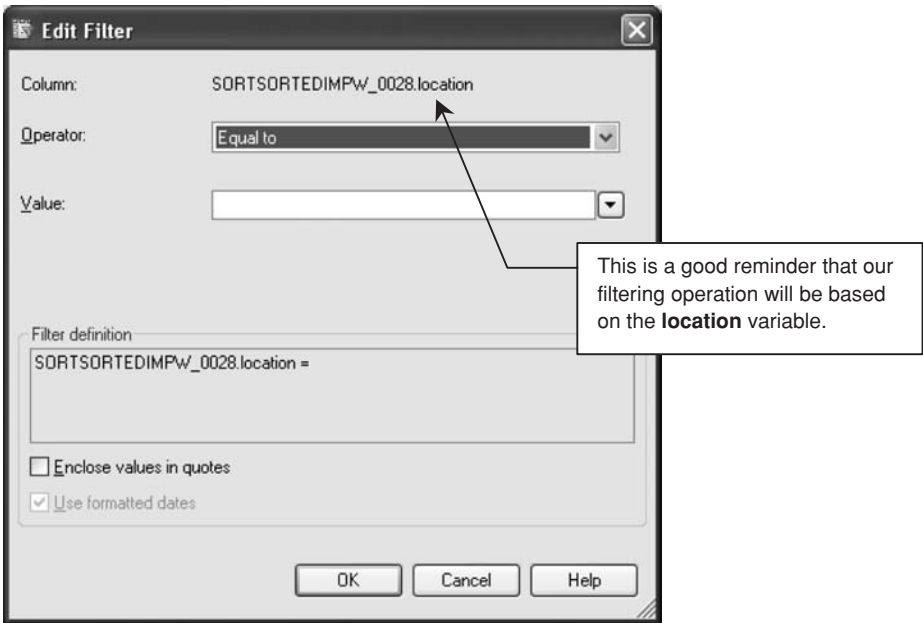 Edit Filter
Column: SORTSORTEDIMPW_0028.location
Operator: Equal to
Value:
This is a good reminder that our
filtering operation will be based
on the location variable.
Filter definition
SORTSORTEDIMPW_0028.location =
Enclose values in quotes
Use formatted dates
OK Cancel Help